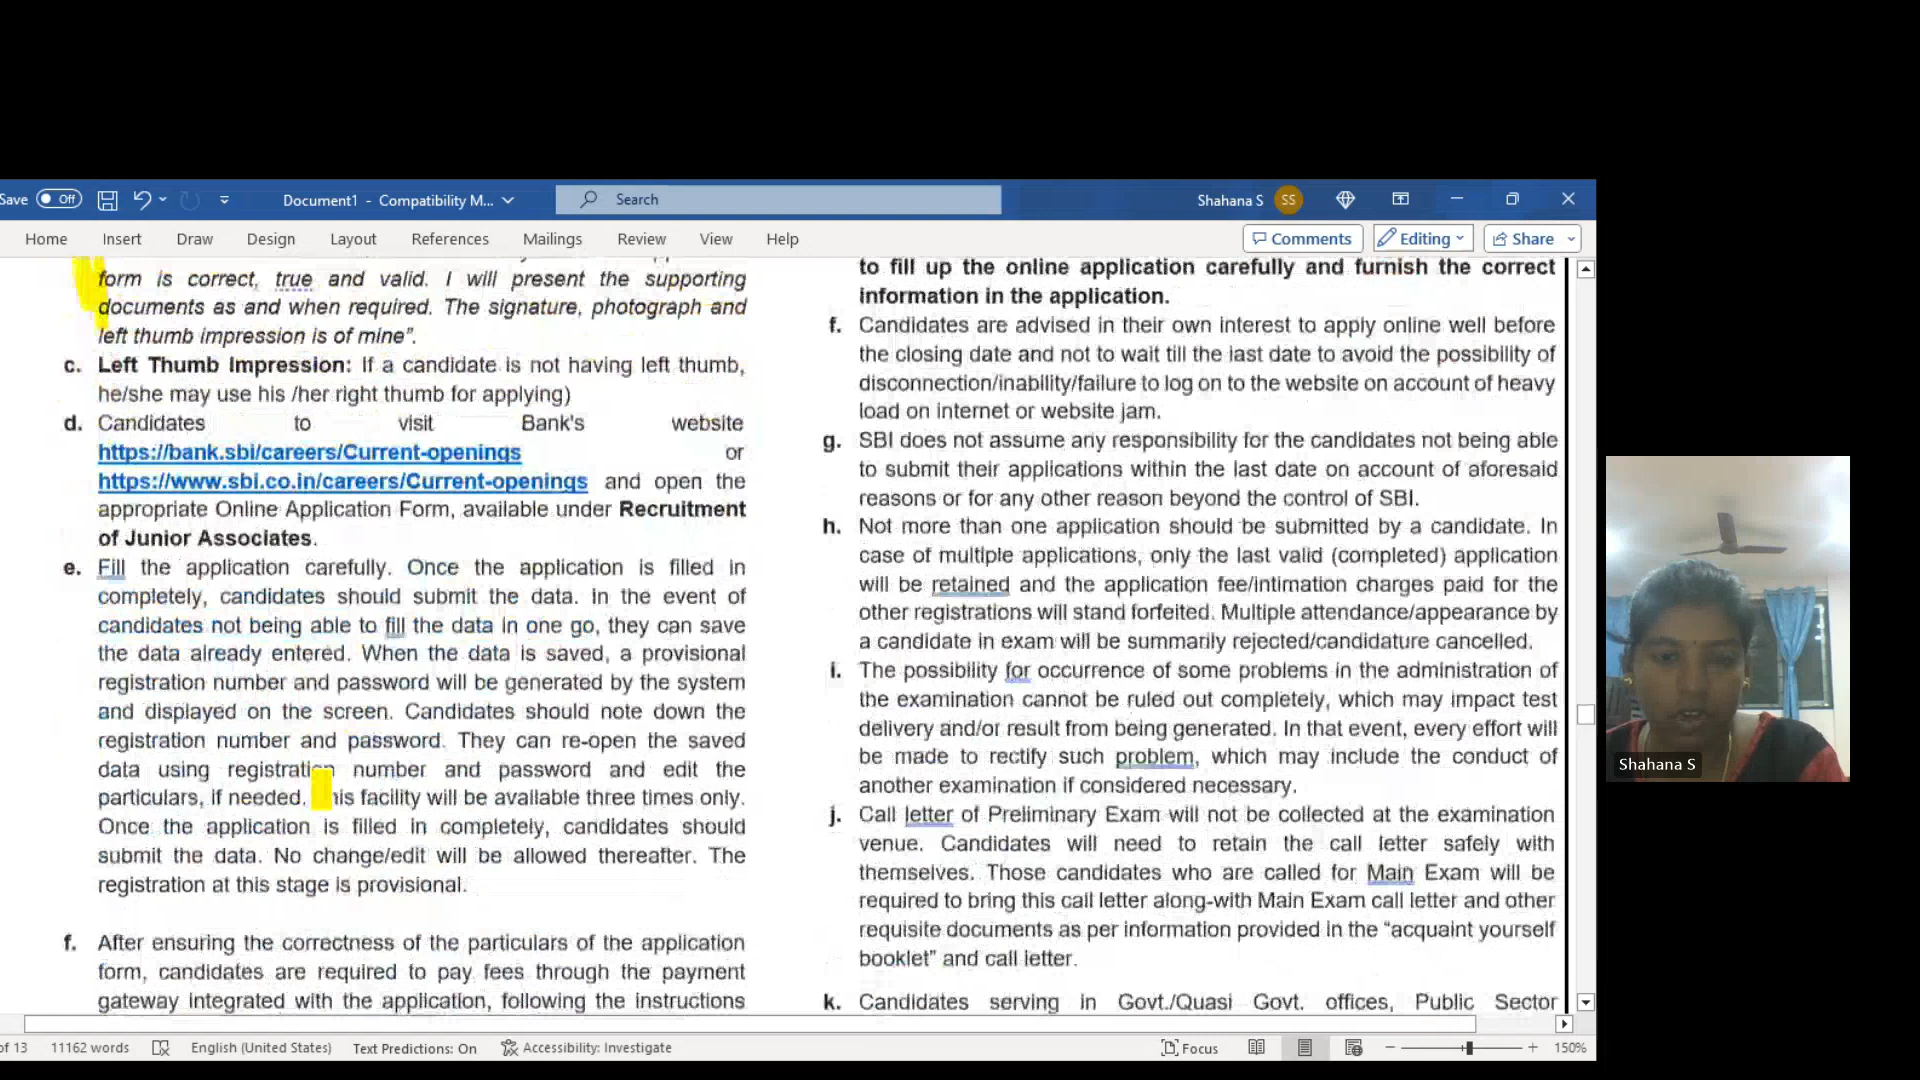 Save Off Document1 - Compatibility M... Search Shahana S SS
Home Insert Draw Design Layout References Mailings Review View Help Comments Editing Share
form is correct, true and valid. I will present the supporting
documents as and when required. The signature, photograph and
left thumb impression is of mine”.
c. Left Thumb Impression: If a candidate is not having left thumb,
he/she may use his /her right thumb for applying)
d. Candidates to visit Bank's website
https://bank.sbi/careers/Current-openings or
https://www.sbi.co.in/careers/Current-openings and open the
appropriate Online Application Form, available under Recruitment
of Junior Associates.
e. Fill the application carefully. Once the application is filled in
completely, candidates should submit the data. In the event of
candidates not being able to fill the data in one go, they can save
the data already entered. When the data is saved, a provisional
registration number and password will be generated by the system
and displayed on the screen. Candidates should note down the
registration number and password. They can re-open the saved
data using registration number and password and edit the
particulars, if needed. his facility will be available three times only.
Once the application is filled in completely, candidates should
submit the data. No change/edit will be allowed thereafter. The
registration at this stage is provisional.
f. After ensuring the correctness of the particulars of the application
form, candidates are required to pay fees through the payment
gateway integrated with the application, following the instructions
to fill up the online application carefully and furnish the correct
information in the application.
f. Candidates are advised in their own interest to apply online well before
the closing date and not to wait till the last date to avoid the possibility of
disconnection/inability/failure to log on to the website on account of heavy
load on internet or website jam.
g. SBI does not assume any responsibility for the candidates not being able
to submit their applications within the last date on account of aforesaid
reasons or for any other reason beyond the control of SBI.
h. Not more than one application should be submitted by a candidate. In
case of multiple applications, only the last valid (completed) application
will be retained and the application fee/intimation charges paid for the
other registrations will stand forfeited. Multiple attendance/appearance by
a candidate in exam will be summarily rejected/candidature cancelled.
i. The possibility for occurrence of some problems in the administration of
the examination cannot be ruled out completely, which may impact test
delivery and/or result from being generated. In that event, every effort will
be made to rectify such problem, which may include the conduct of
another examination if considered necessary.
j. Call letter of Preliminary Exam will not be collected at the examination
venue. Candidates will need to retain the call letter safely with
themselves. Those candidates who are called for Main Exam will be
required to bring this call letter along-with Main Exam call letter and other
requisite documents as per information provided in the “acquaint yourself
booklet” and call letter.
k. Candidates serving in Govt./Quasi Govt. offices, Public Sector
Shahana S
of 13 11162 words English (United States) Text Predictions: On Accessibility: Investigate Focus 150%